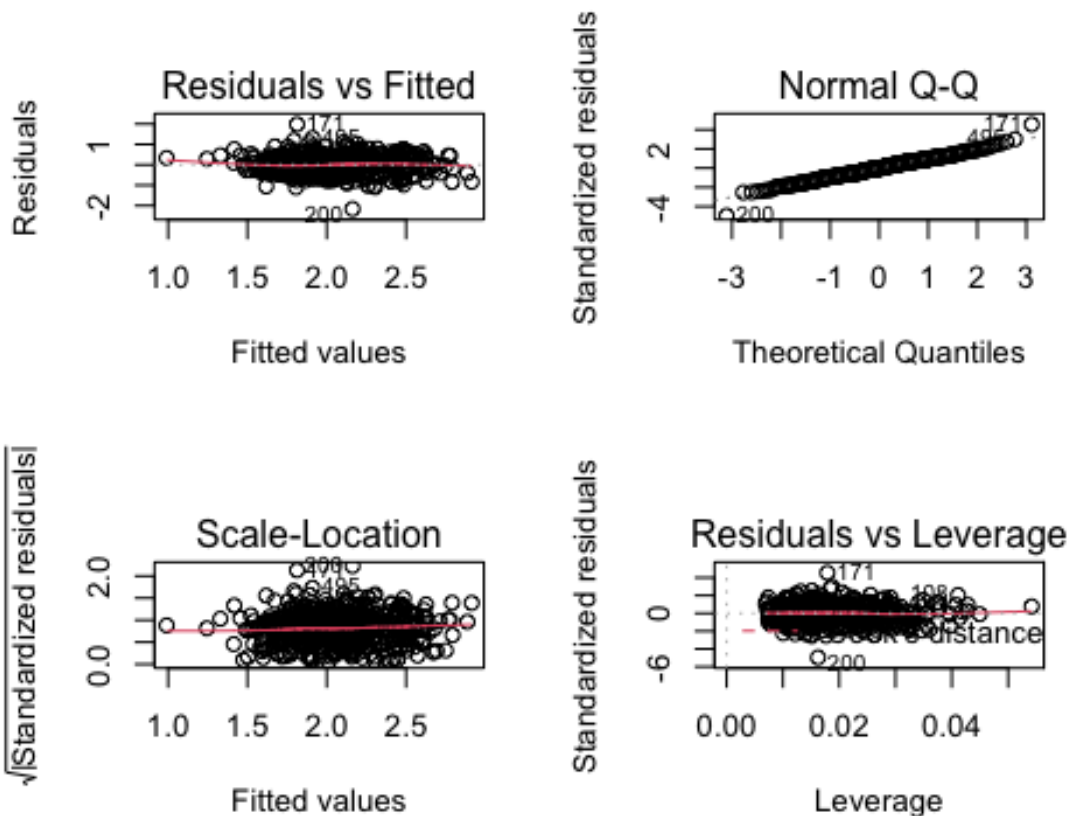 Residuals vs Fitted
Residuals
1
-2
171
200
1.0 1.5 2.0 2.5
Fitted values
Normal Q-Q
Standardized residuals
2
-4
171
200
-3 -1 0 1 2 3
Theoretical Quantiles
Scale-Location
√|Standardized residuals|
2.0
0.0
1.0 1.5 2.0 2.5
Fitted values
Residuals vs Leverage
Standardized residuals
0
-6
171
200
distance
0.00 0.02 0.04
Leverage